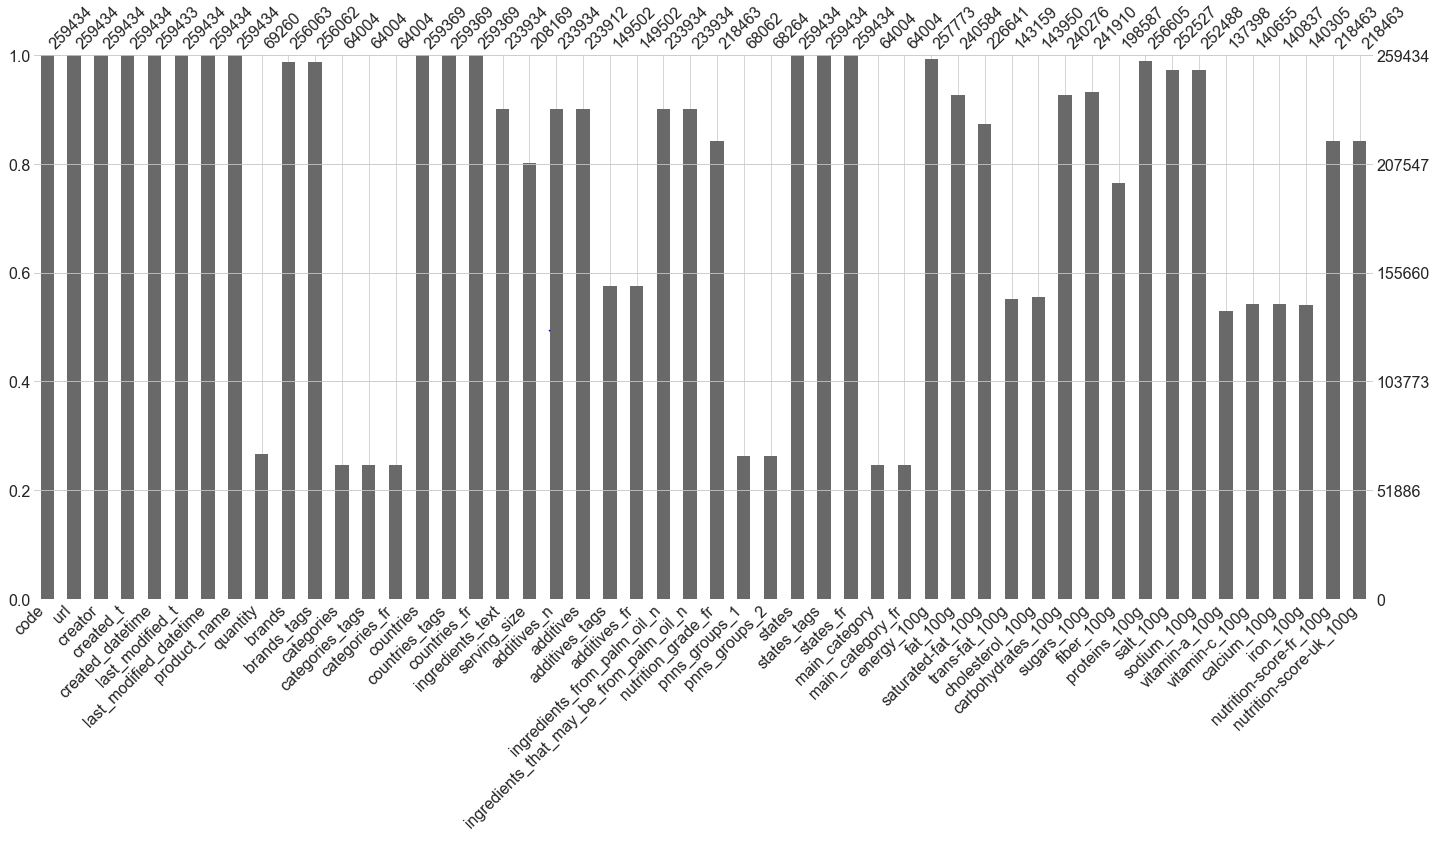 259434
259434
259434
259434
259433
259434
259434
259434
69260
256063
256062
64004
64004
64004
259369
259369
259369
233934
208169
233934
233912
149502
149502
233934
233934
218463
68062
68264
259434
259434
259434
64004
64004
257773
240584
226641
143159
143950
240276
241910
198587
256605
252527
252488
137398
140655
140837
140305
218463
218463
1.0
0.8
0.6
0.4
0.2
0.0
259434
207547
155660
103773
51886
0
code
url
creator
created_t
created_datetime
last_modified_t
last_modified_datetime
product_name
quantity
brands
brands_tags
categories
categories_tags
categories_fr
countries
countries_tags
countries_fr
ingredients_text
serving_size
additives_n
additives
additives_tags
additives_fr
ingredients_from_palm_oil_n
ingredients_that_may_be_from_palm_oil_n
nutrition_grade_fr
pnns_groups_1
pnns_groups_2
states
states_tags
states_fr
main_category
main_category_fr
energy_100g
fat_100g
saturated-fat_100g
trans-fat_100g
cholesterol_100g
carbohydrates_100g
sugars_100g
fiber_100g
proteins_100g
salt_100g
sodium_100g
vitamin-a_100g
vitamin-c_100g
calcium_100g
iron_100g
nutrition-score-fr_100g
nutrition-score-uk_100g